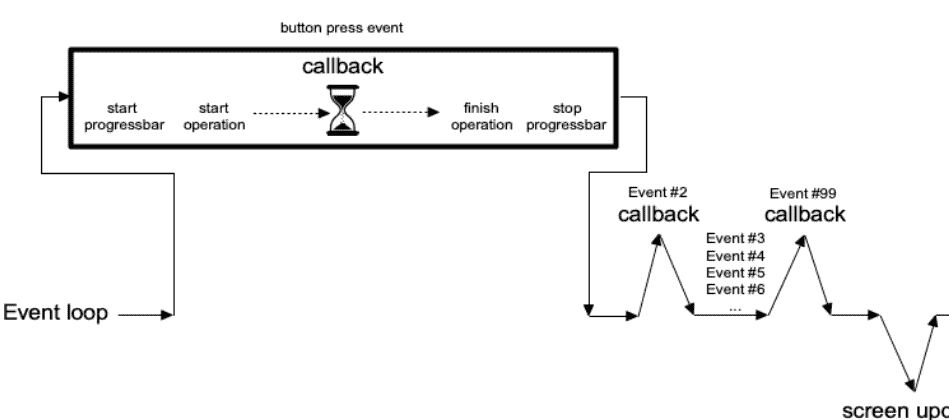 button press event
callback
start
progressbar
start
operation
finish
operation
stop
progressbar
Event #2
callback
Event #3
Event #4
Event #5
Event #6
...
Event #99
callback
Event loop
screen